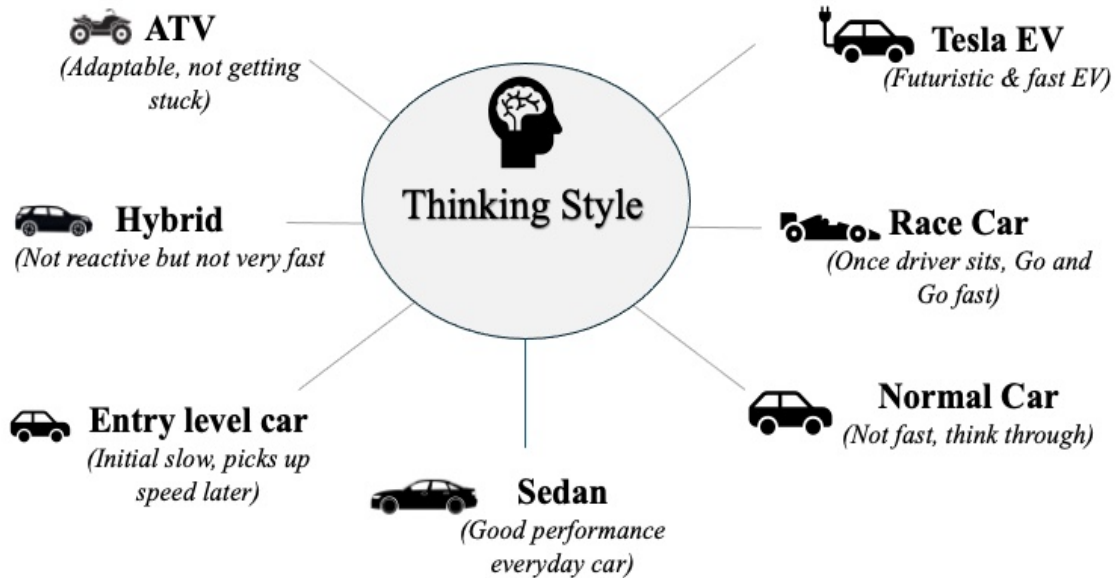 ATV
(Adaptable, not getting
stuck)
Tesla EV
(Futuristic & fast EV)
Thinking Style
Hybrid
(Not reactive but not very fast
Race Car
(Once driver sits, Go and
Go fast)
Entry level car
(Initial slow, picks up
speed later)
Normal Car
(Not fast, think through)
Sedan
(Good performance
everyday car)